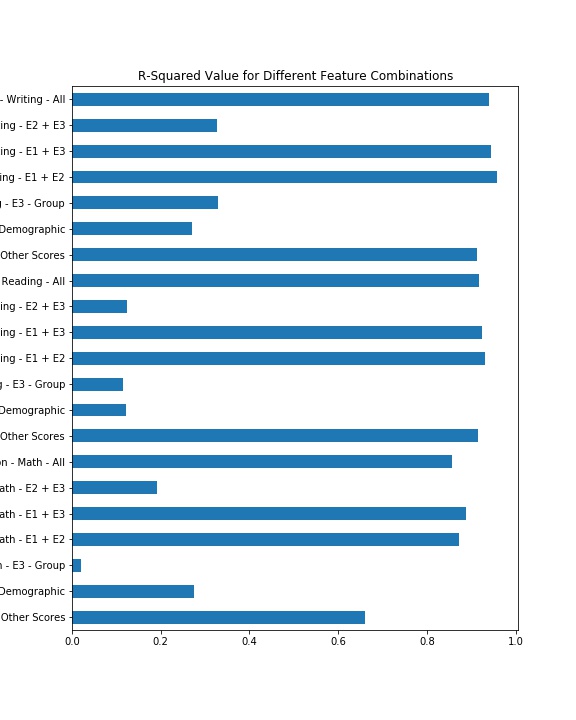 R-Squared Value for Different Feature Combinations
- Writing - All
ing - E2 + E3
ing - E1 + E3
ing - E1 + E2
- E3 - Group
Demographic
Other Scores
Reading - All
ing - E2 + E3
ing - E1 + E3
ing - E1 + E2
- E3 - Group
Demographic
Other Scores
on - Math - All
ath - E2 + E3
ath - E1 + E3
ath - E1 + E2
- E3 - Group
Demographic
Other Scores
0.0 0.2 0.4 0.6 0.8 1.0